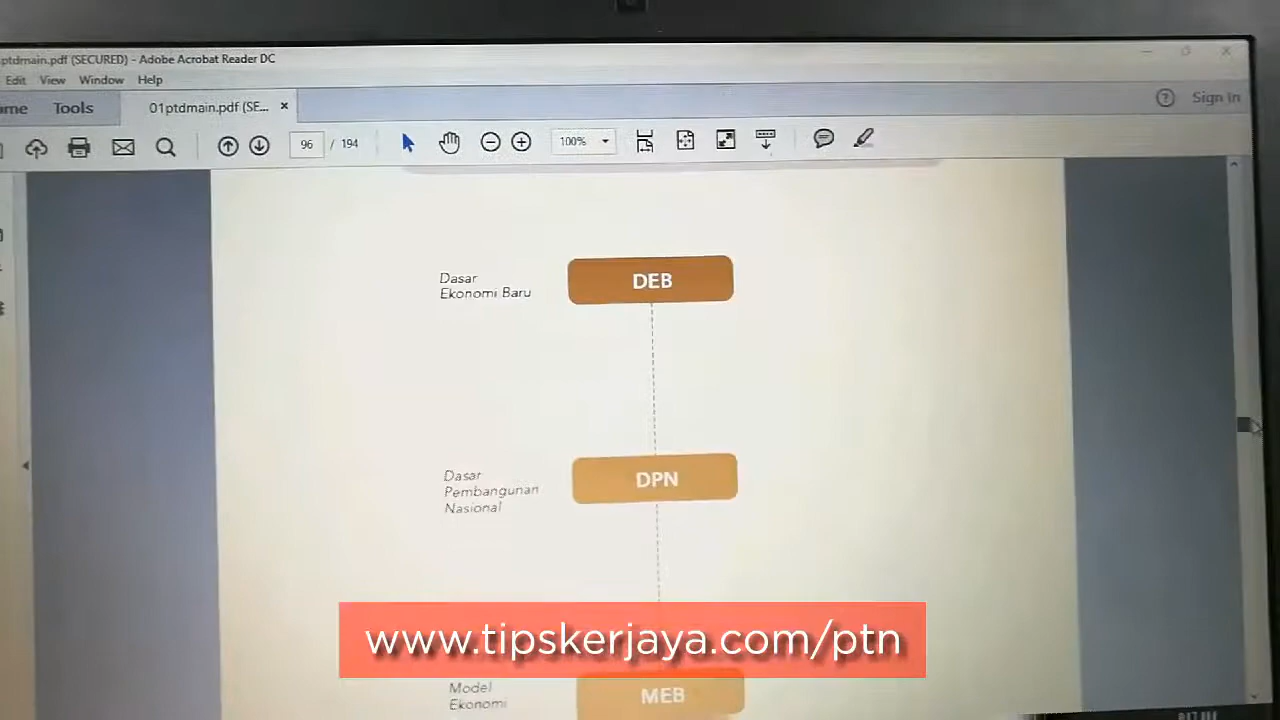 ptdmain.pdf (SECURED) - Adobe Acrobat Reader DC
Edit View Window Help
ome Tools 01ptdmain.pdf (SE... × Sign In
96 / 194 100%
Dasar
Ekonomi Baru
DEB
Dasar
Pembangunan
Nasional
DPN
www.tipskerjaya.com/ptn
Model
Ekonomi
MEB